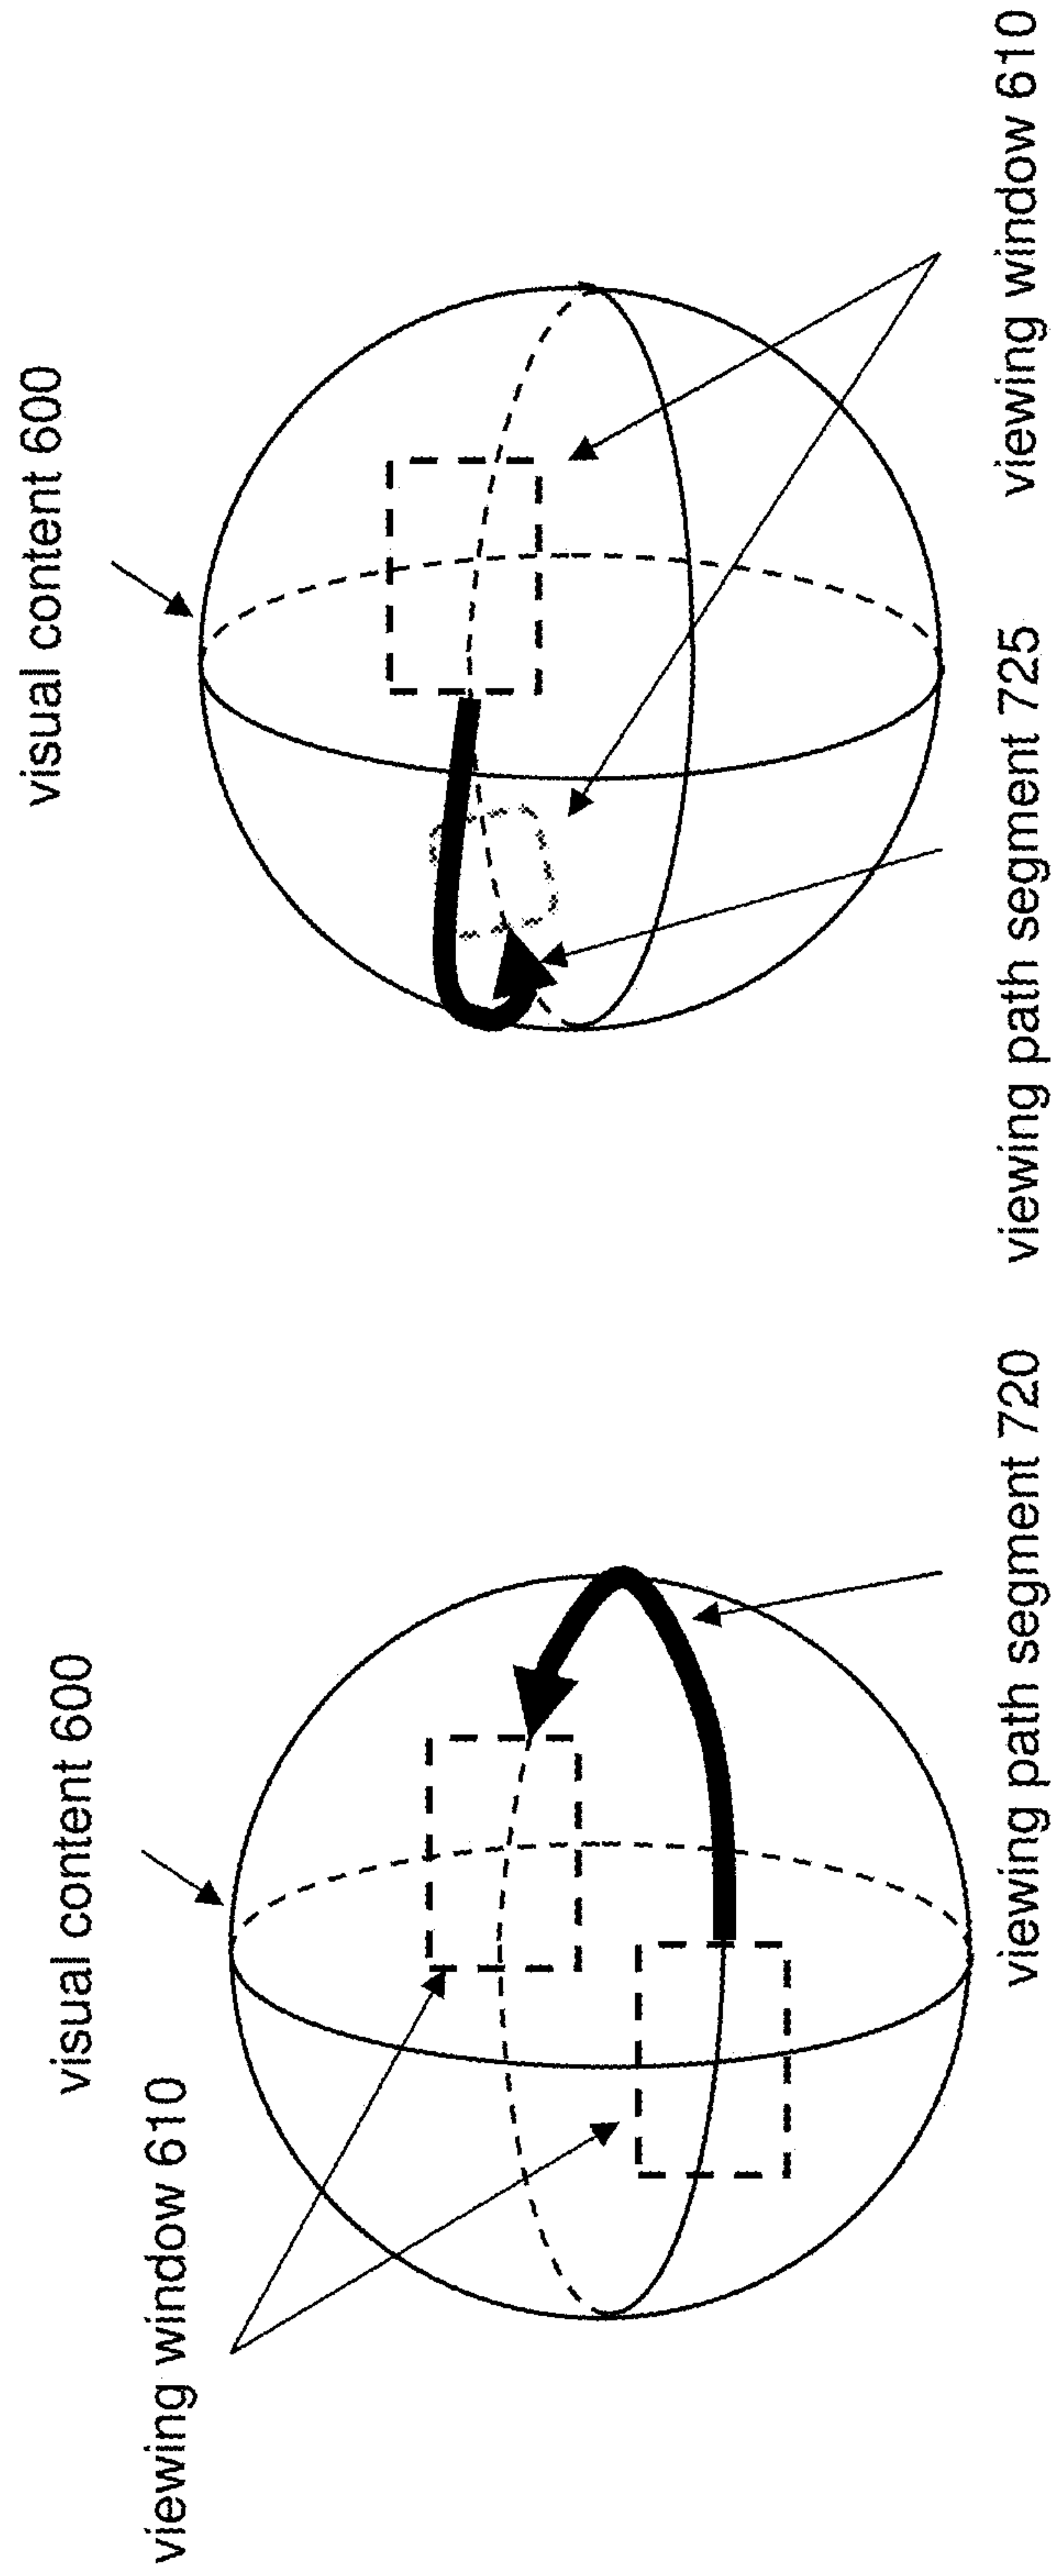 visual content 600
viewing window 610
viewing path segment 720
visual content 600
viewing path segment 725
viewing window 610